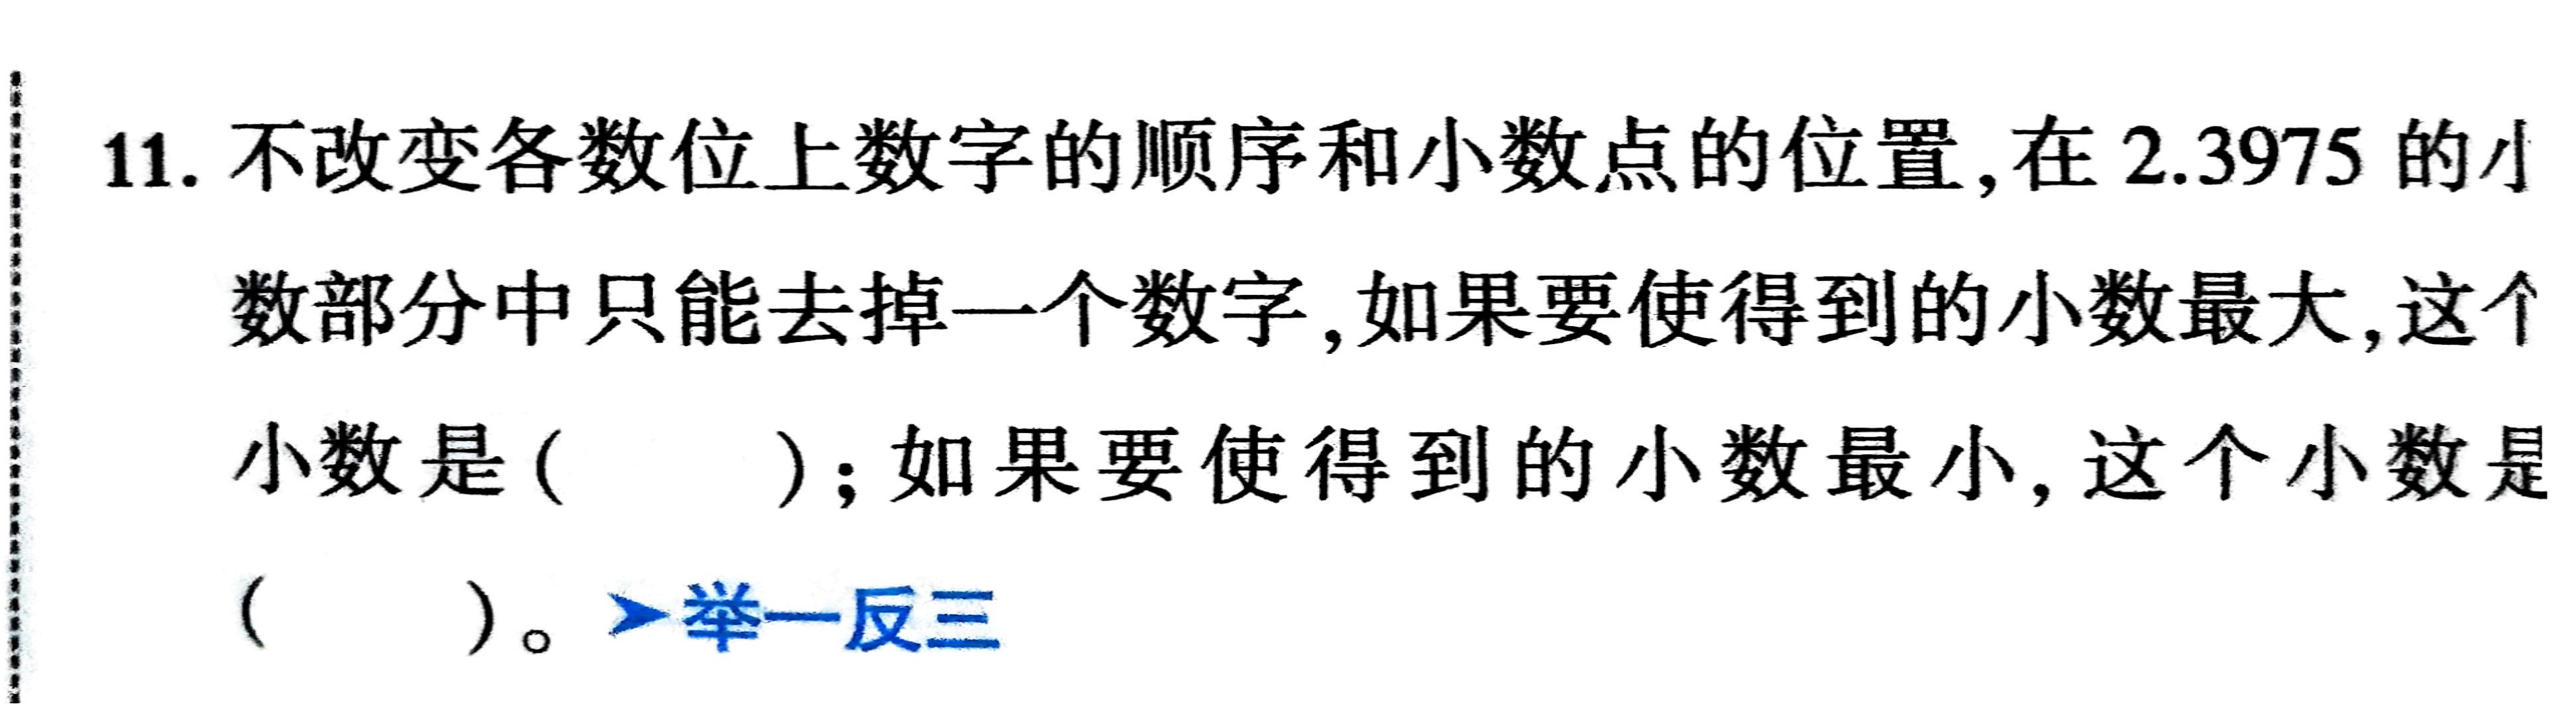 11. 不改变各数位上数字的顺序和小数点的位置,在 2.3975 的小
数部分中只能去掉一个数字,如果要使得到的小数最大,这个
小数是(    );如果要使得到的小数最小,这个小数是
(    )。➤举一反三